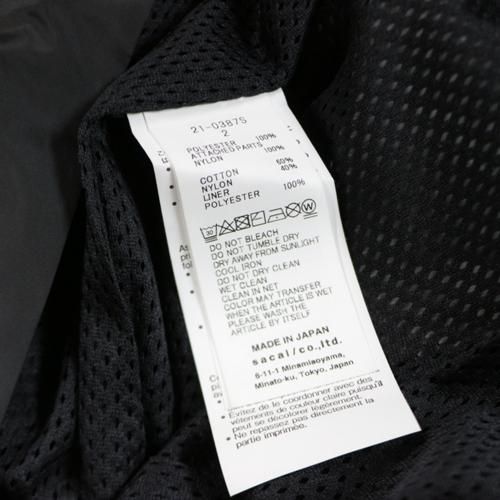 21-0387S
2
POLYESTER 100%
ATTACHED PARTS
NYLON 100%
COTTON 60%
NYLON 40%
LINER
POLYESTER 100%
30
W
DO NOT BLEACH
DO NOT TUMBLE DRY
DRY AWAY FROM SUNLIGHT
COOL IRON
DO NOT DRY CLEAN
WET CLEAN
CLEAN IN NET
COLOR MAY TRANSFER
WHEN THE ARTICLE IS WET
PLEASE WASH THE
ARTICLE BY ITSELF
MADE IN JAPAN
sacai/co.,ltd.
6-11-1 Minamiaoyama,
Minato-ku, Tokyo, Japan
• Évitez de le coordonner avec des
vêtements de couleur claire puisqu'il
peut se décolorer légèrement.
• Ne repassez pas directement la
partie imprimée.